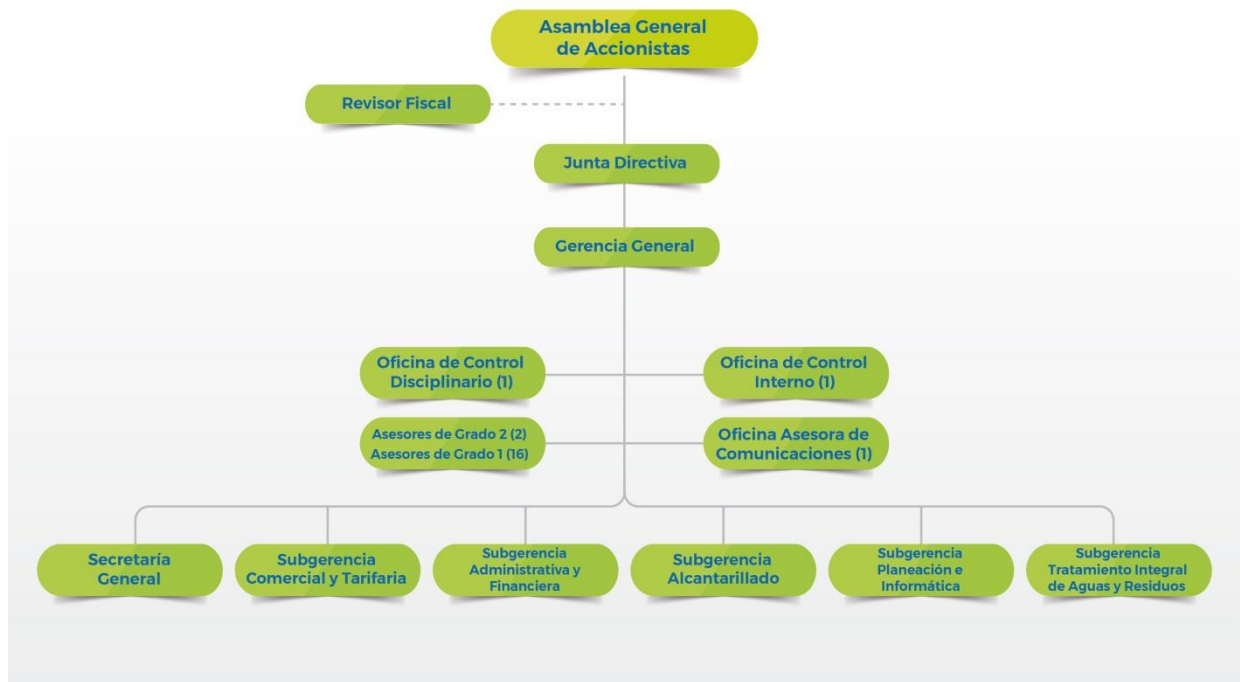 Asamblea General
de Accionistas
Revisor Fiscal
Junta Directiva
Gerencia General
Oficina de Control
Disciplinario (1)
Oficina de Control
Interno (1)
Asesores de Grado 2 (2)
Asesores de Grado 1 (16)
Oficina Asesora de
Comunicaciones (1)
Secretaría
General
Subgerencia
Comercial y Tarifaria
Subgerencia
Administrativa y
Financiera
Subgerencia
Alcantarillado
Subgerencia
Planeación e
Informática
Subgerencia
Tratamiento Integral
de Aguas y Residuos